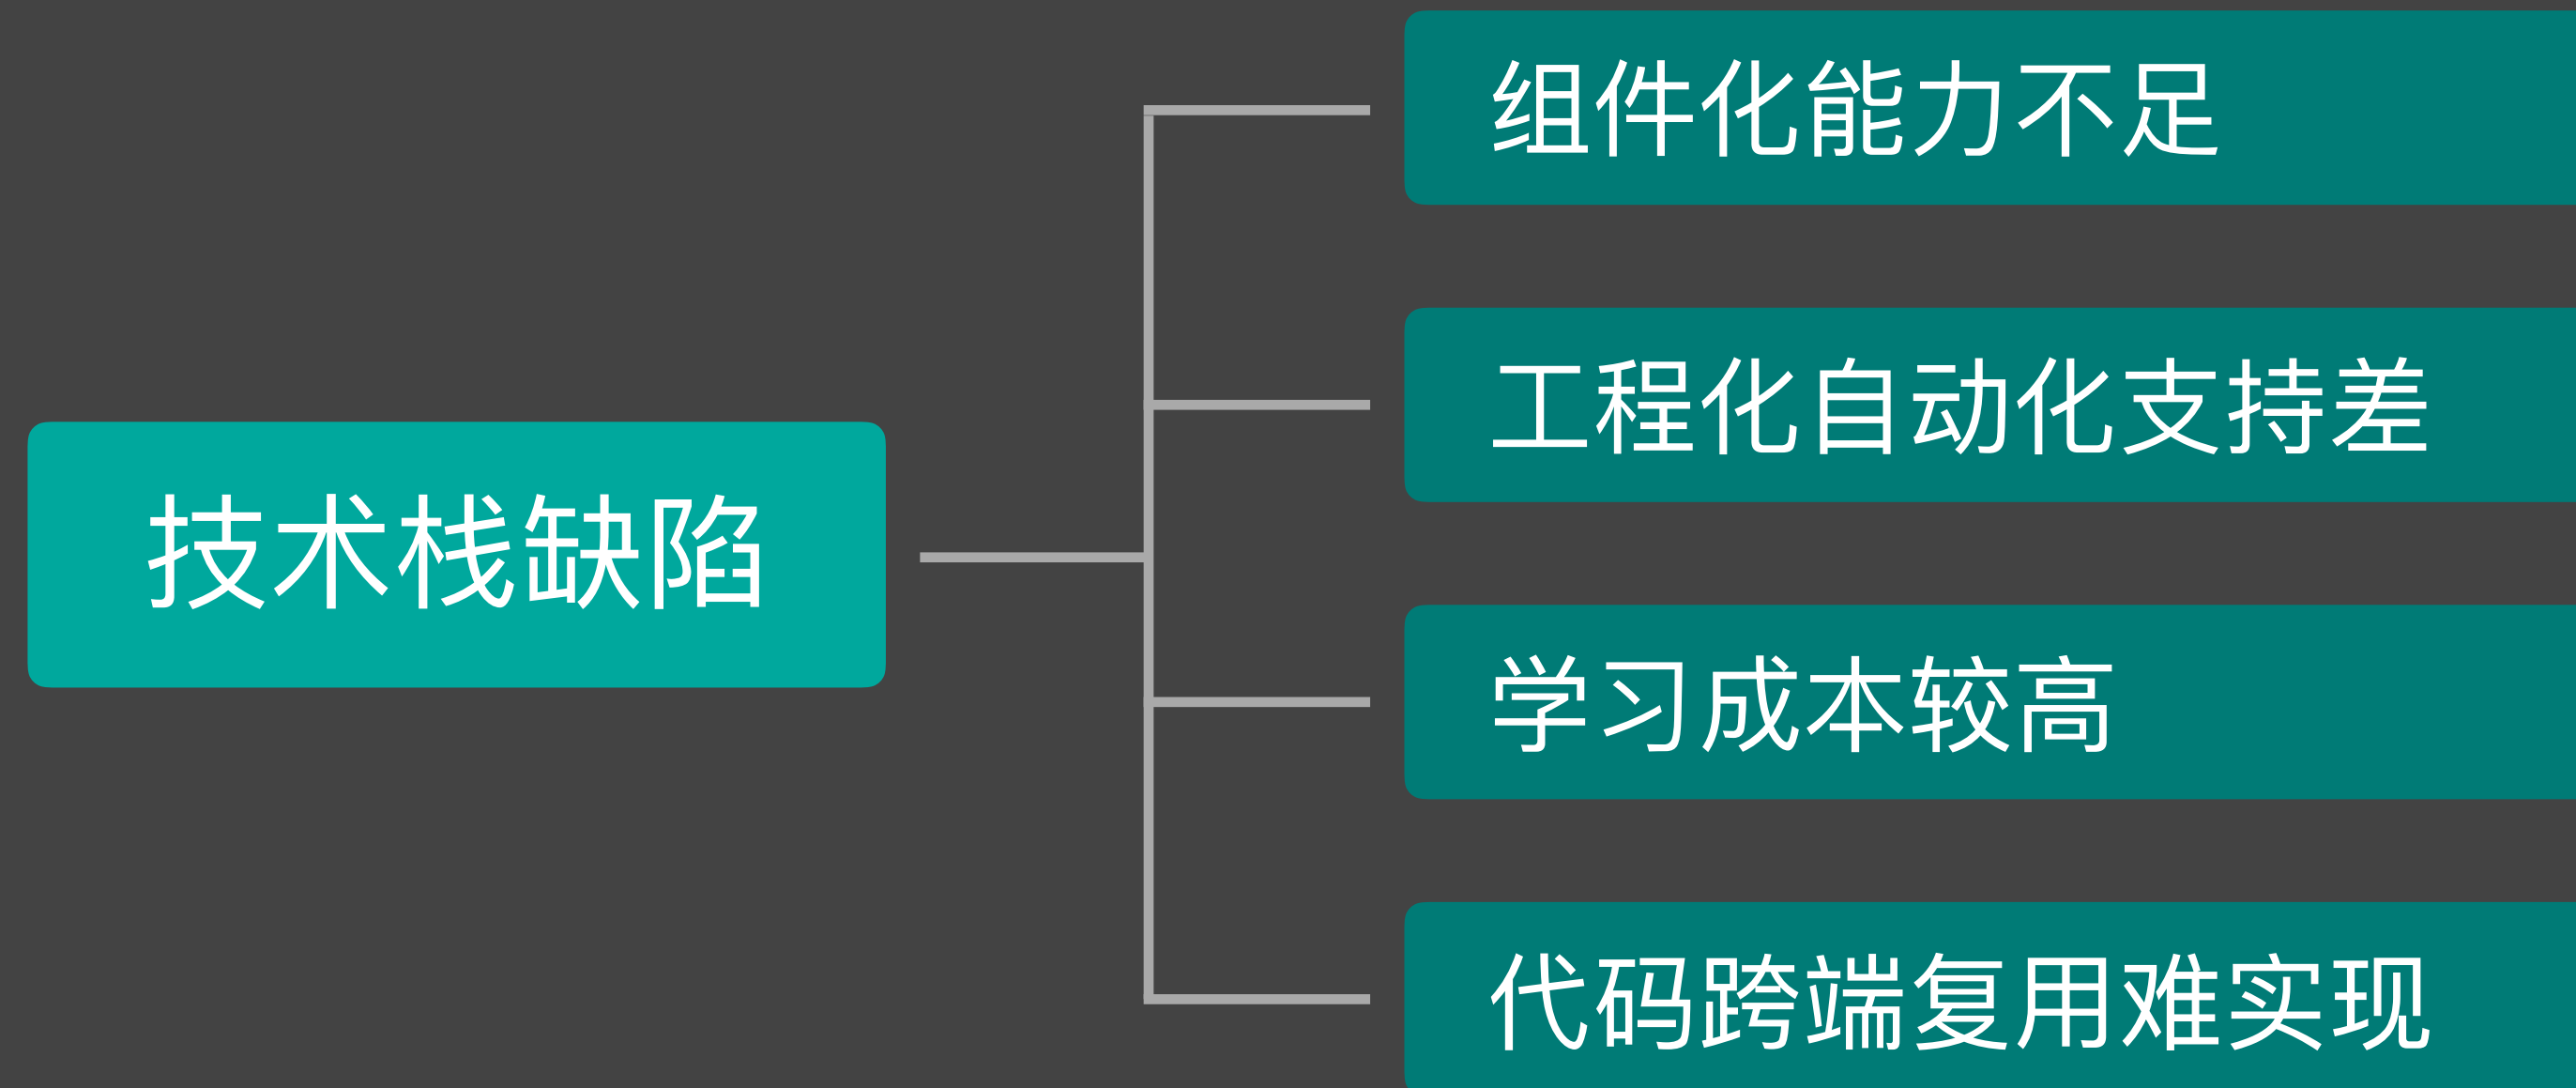 技术栈缺陷
组件化能力不足
工程化自动化支持差
学习成本较高
代码跨端复用难实现